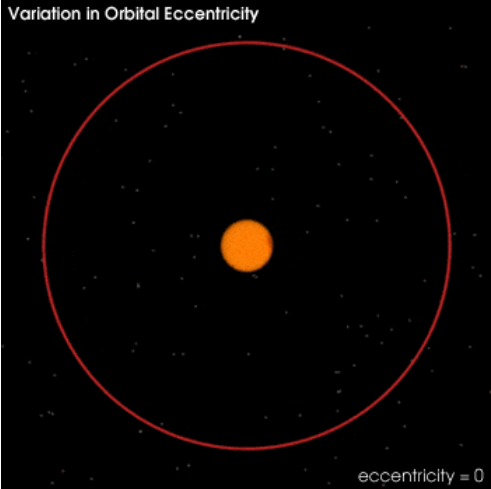 Variation in Orbital Eccentricity
eccentricity = 0